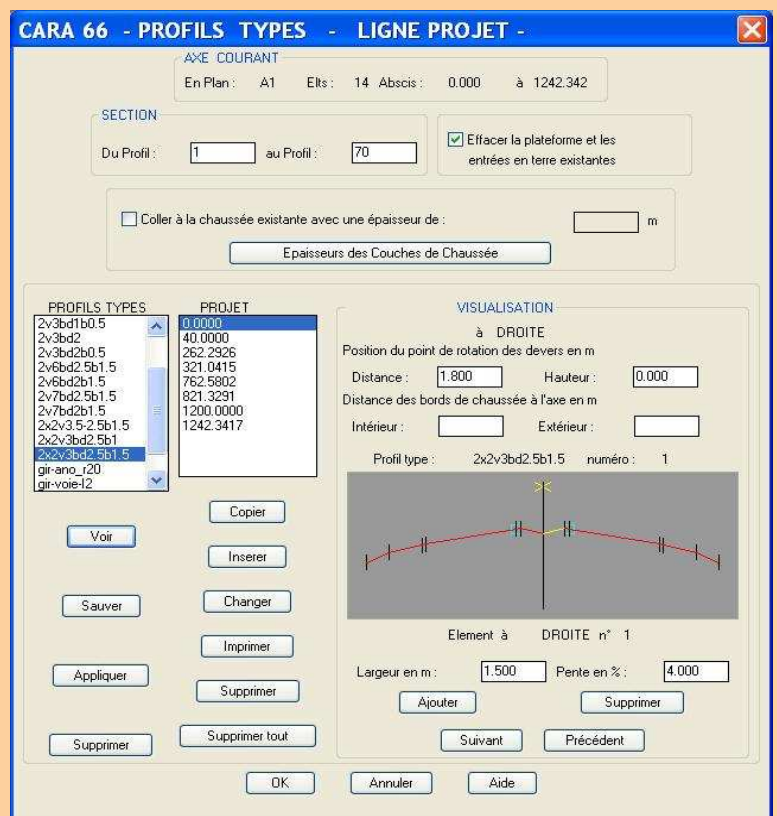 CARA 66 - PROFILS TYPES - LIGNE PROJET -
AXE COURANT
En Plan : A1 Elts : 14 Abscis : 0.000 à 1242.342
SECTION
Du Profil : 1 au Profil : 70
Effacer la plateforme et les
entrées en terre existantes
Coller à la chaussée existante avec une épaisseur de : m
Epaisseurs des Couches de Chaussée
PROFILS TYPES
2v3bd1b0.5
2v3bd2
2v3bd2b0.5
2v6bd2.5b1.5
2v6bd2b1.5
2v7bd2.5b1.5
2v7bd2b1.5
2x2v3.5-2.5b1.5
2x2v3bd2.5b1
2x2v3bd2.5b1.5
gir-ano_r20
gir-voie-l2
Voir
Sauver
Appliquer
Supprimer
PROJET
0.0000
40.0000
262.2926
321.0415
762.5802
821.3291
1200.0000
1242.3417
Copier
Inserer
Changer
Imprimer
Supprimer
Supprimer tout
VISUALISATION
à DROITE
Position du point de rotation des devers en m
Distance : 1.800 Hauteur : 0.000
Distance des bords de chaussée à l'axe en m
Intérieur : Extérieur :
Profil type : 2x2v3bd2.5b1.5 numéro : 1
Element à DROITE n° 1
Largeur en m : 1.500 Pente en % : 4.000
Ajouter Supprimer
Suivant Précédent
OK Annuler Aide